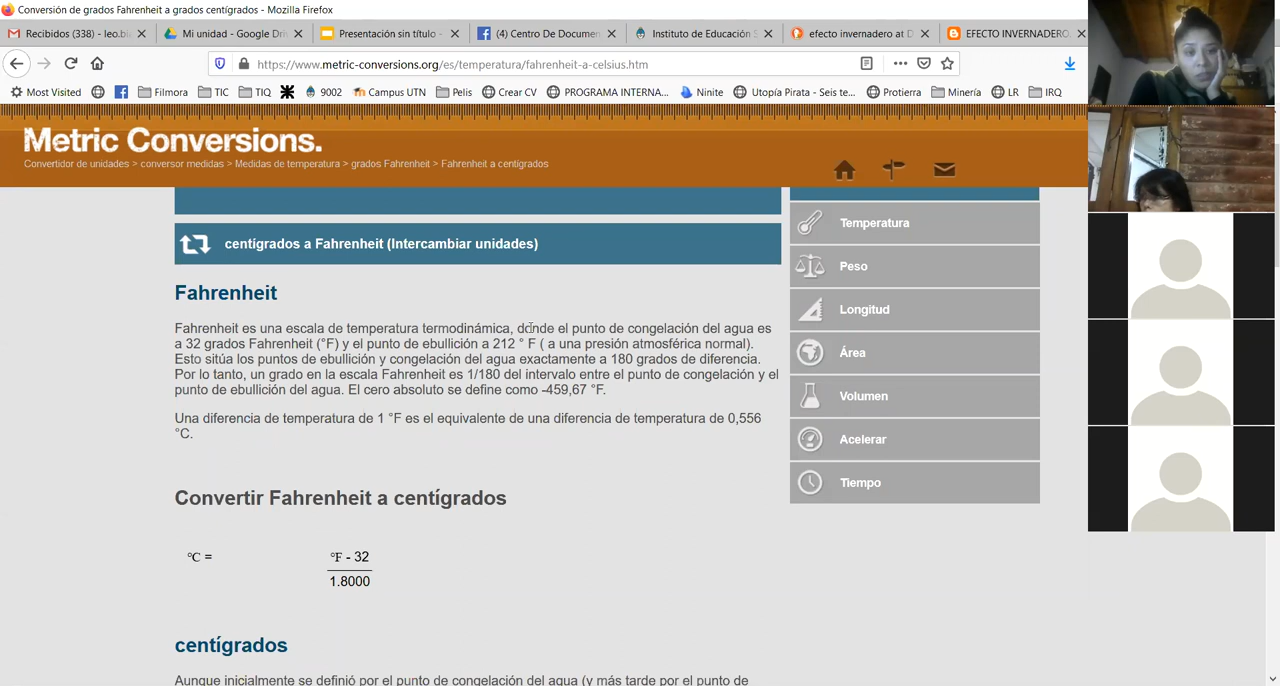 Conversión de grados Fahrenheit a grados centígrados - Mozilla Firefox
Recibidos (338) - leo.bi
Mi unidad - Google Dri
Presentación sin título -
(4) Centro De Documen
Instituto de Educación S
efecto invernadero at D
EFECTO INVERNADERO.
https://www.metric-conversions.org/es/temperatura/fahrenheit-a-celsius.htm
Most Visited
Filmora
TIC
TIQ
9002
Campus UTN
Pelis
Crear CV
PROGRAMA INTERNA...
Ninite
Utopía Pirata - Seis te...
Protierra
Minería
LR
IRQ
Metric Conversions.
Convertidor de unidades > conversor medidas > Medidas de temperatura > grados Fahrenheit > Fahrenheit a centígrados
centígrados a Fahrenheit (Intercambiar unidades)
Fahrenheit
Fahrenheit es una escala de temperatura termodinámica, donde el punto de congelación del agua es
a 32 grados Fahrenheit (°F) y el punto de ebullición a 212 ° F ( a una presión atmosférica normal).
Esto sitúa los puntos de ebullición y congelación del agua exactamente a 180 grados de diferencia.
Por lo tanto, un grado en la escala Fahrenheit es 1/180 del intervalo entre el punto de congelación y el
punto de ebullición del agua. El cero absoluto se define como -459,67 °F.
Una diferencia de temperatura de 1 °F es el equivalente de una diferencia de temperatura de 0,556
°C.
Convertir Fahrenheit a centígrados
°C =
°F - 32
1.8000
centígrados
Aunque inicialmente se definió por el punto de congelación del agua (y más tarde por el punto de
Temperatura
Peso
Longitud
Área
Volumen
Acelerar
Tiempo